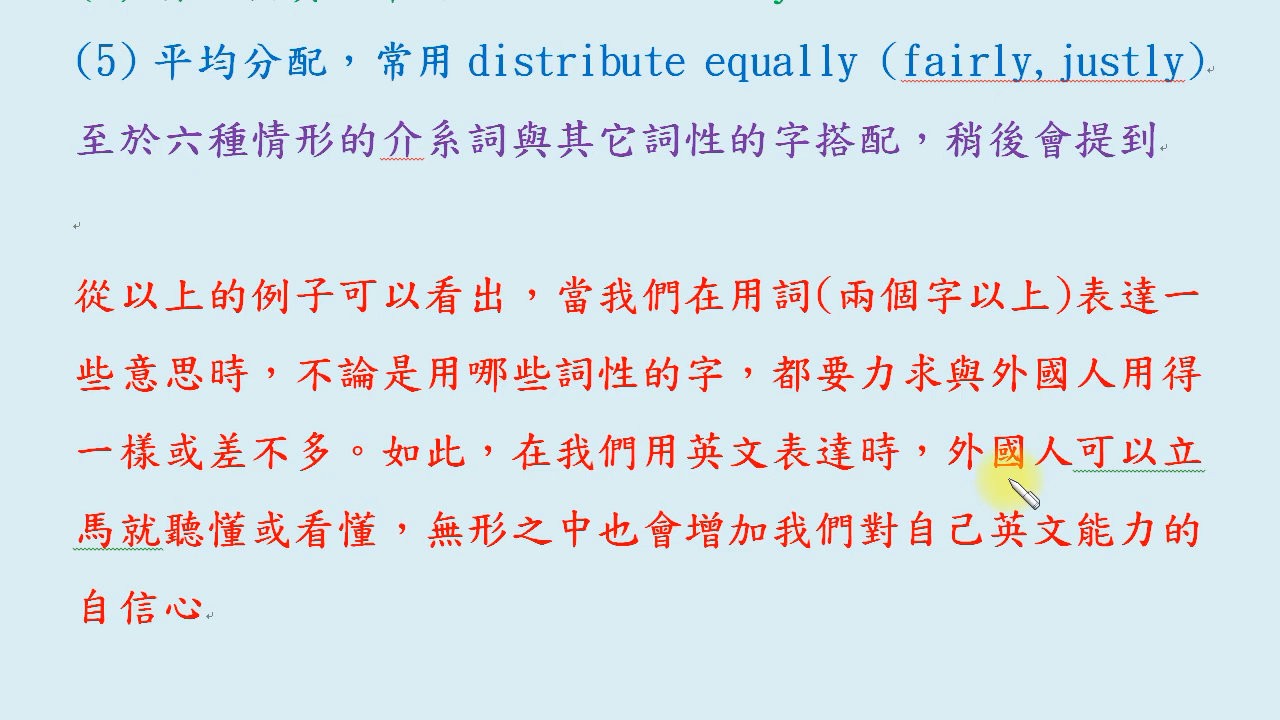 (5) 平均分配，常用 distribute equally (fairly, justly)
至於六種情形的介系詞與其它詞性的字搭配，稍後會提到
從以上的例子可以看出，當我們在用詞(兩個字以上)表達一
些意思時，不論是用哪些詞性的字，都要力求與外國人用得
一樣或差不多。如此，在我們用英文表達時，外國人可以立
馬就聽懂或看懂，無形之中也會增加我們對自己英文能力的
自信心